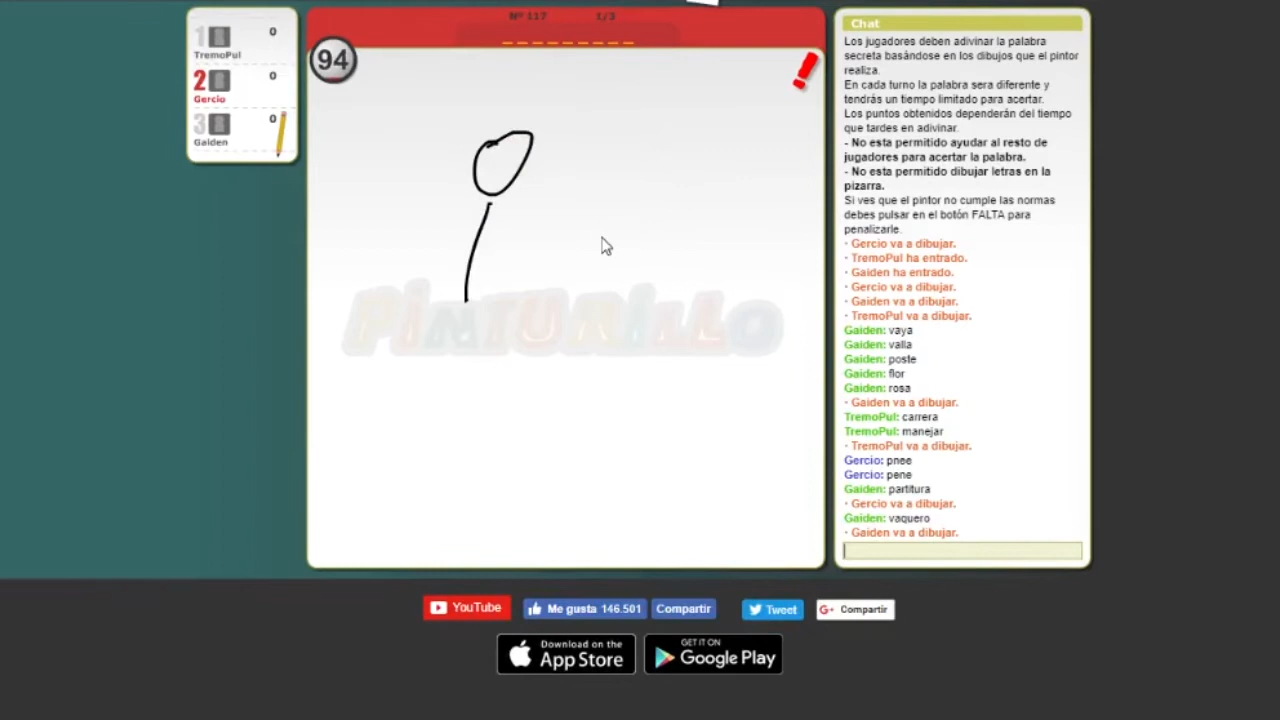 Nº 117 1/3
_ _ _ _ _ _ _ _ _
94
1 0
TremoPul
2 0
Gercio
3 0
Gaiden
PiNTURiLLO
Chat
Los jugadores deben adivinar la palabra
secreta basándose en los dibujos que el pintor
realiza.
En cada turno la palabra sera diferente y
tendrás un tiempo limitado para acertar.
Los puntos obtenidos dependerán del tiempo
que tardes en adivinar.
- No esta permitido ayudar al resto de
jugadores para acertar la palabra.
- No esta permitido dibujar letras en la
pizarra.
Si ves que el pintor no cumple las normas
debes pulsar en el botón FALTA para
penalizarle.
· Gercio va a dibujar.
· TremoPul ha entrado.
· Gaiden ha entrado.
· Gercio va a dibujar.
· Gaiden va a dibujar.
· TremoPul va a dibujar.
Gaiden: vaya
Gaiden: valla
Gaiden: poste
Gaiden: flor
Gaiden: rosa
· Gaiden va a dibujar.
TremoPul: carrera
TremoPul: manejar
· TremoPul va a dibujar.
Gercio: pnee
Gercio: pene
Gaiden: partitura
· Gercio va a dibujar.
Gaiden: vaquero
· Gaiden va a dibujar.
YouTube
Me gusta 146.501
Compartir
Tweet
G+ Compartir
Download on the
App Store
GET IT ON
Google Play